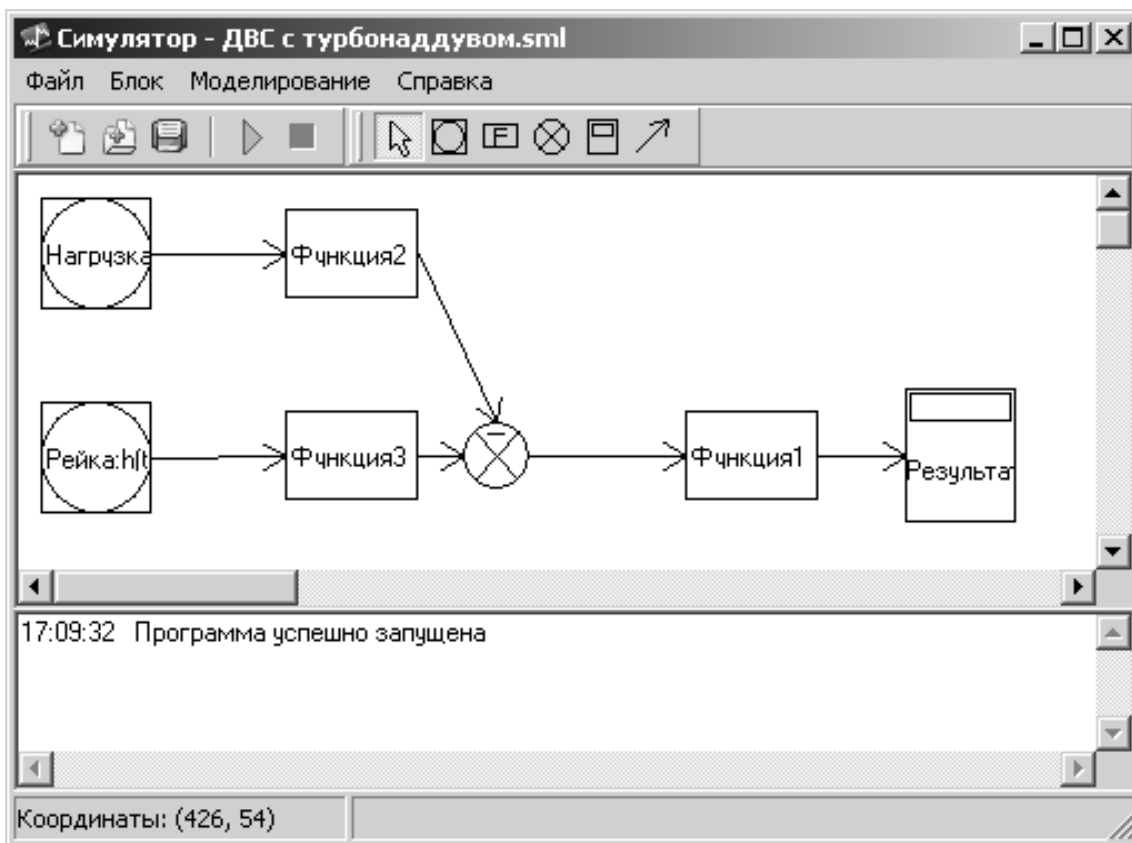 Симулятор - ДВС с турбонаддувом.sml
Файл Блок Моделирование Справка
F
Нагрузка
Функция2
Рейка:h(t
Функция3
Функция1
Результат
17:09:32 Программа успешно запущена
Координаты: (426, 54)